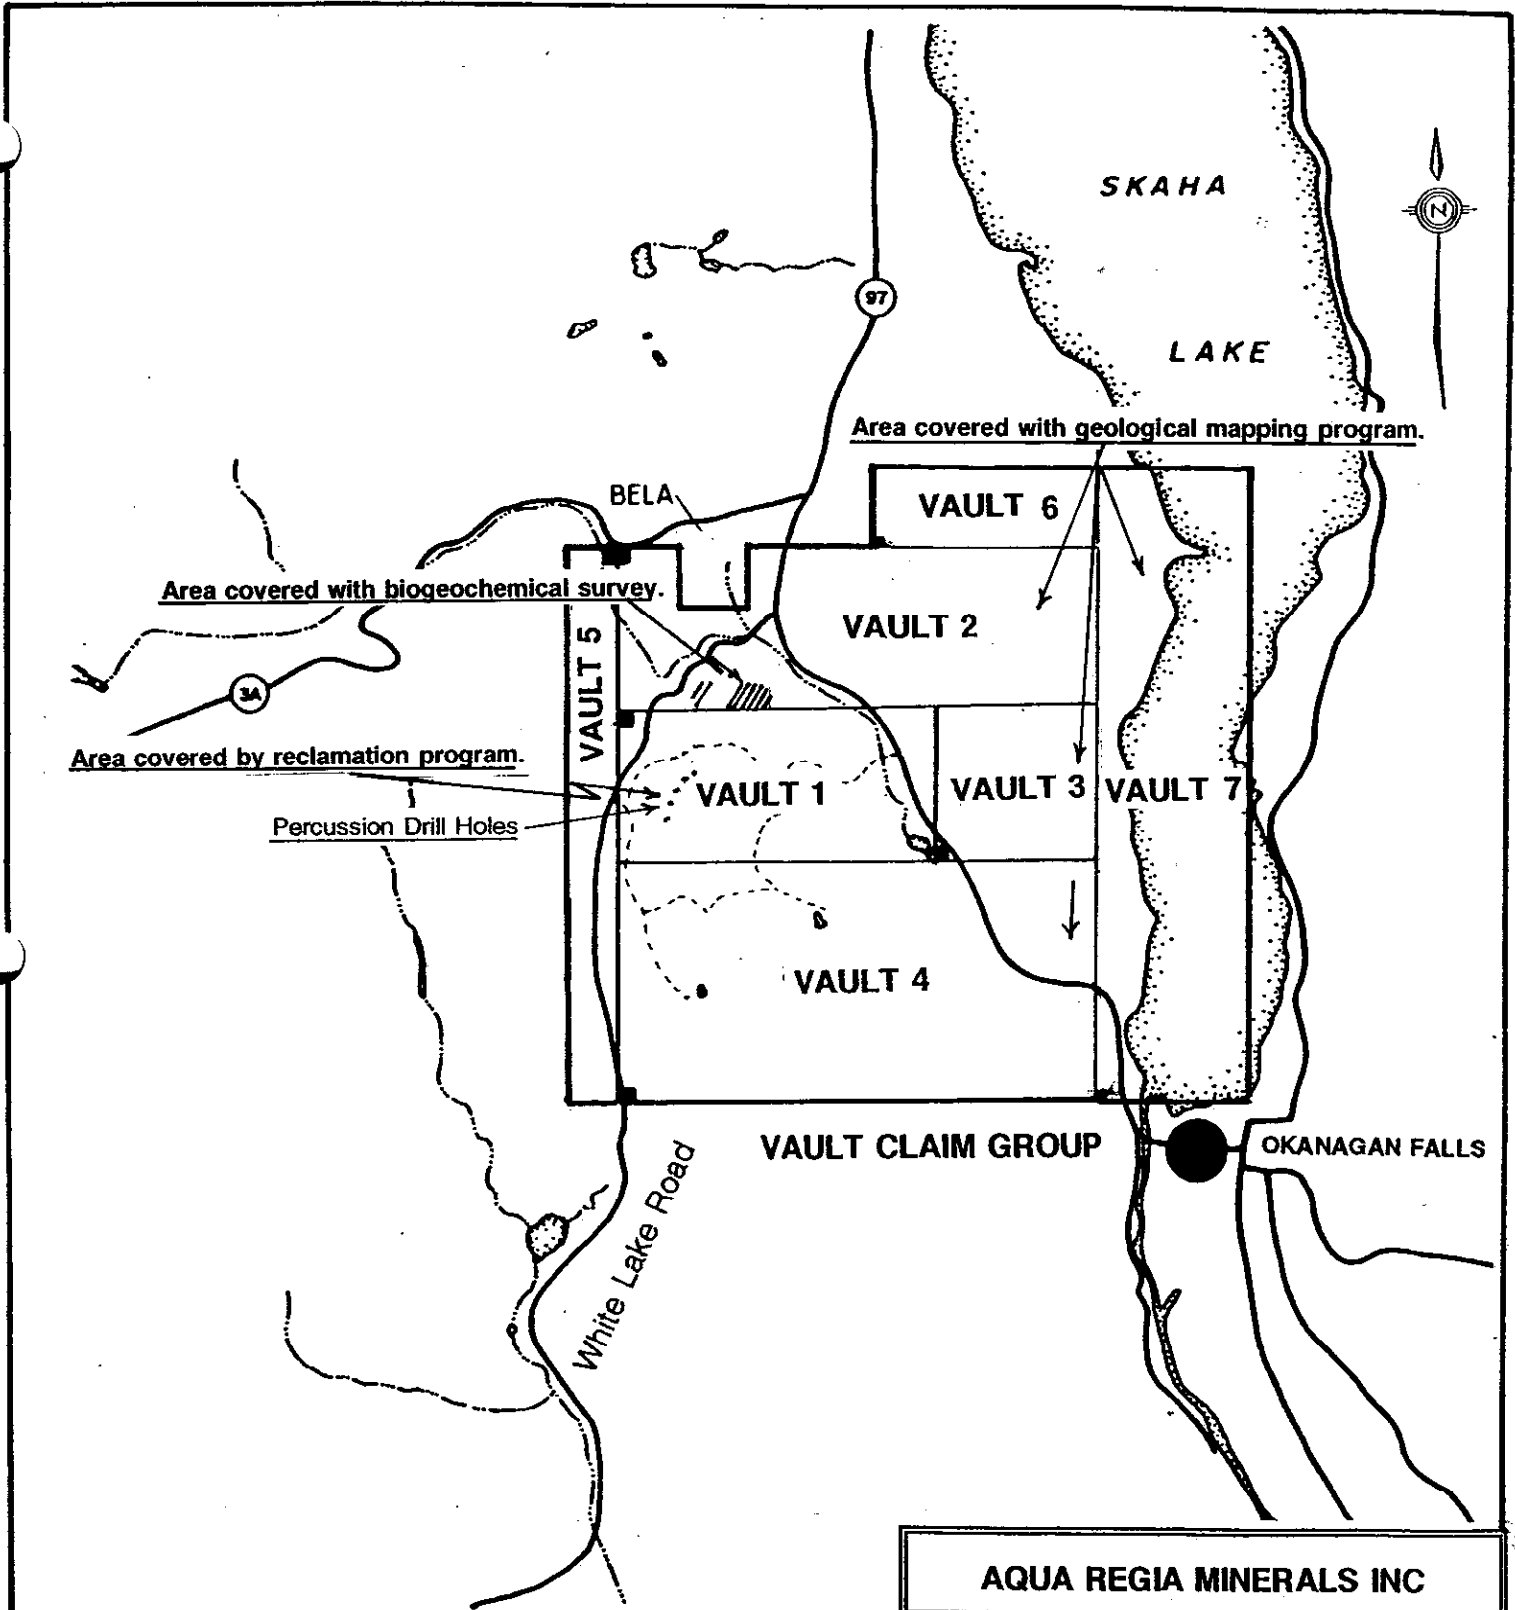 SKAHA
N
97
LAKE
Area covered with geological mapping program.
BELA
VAULT 6
Area covered with biogeochemical survey.
VAULT 2
VAULT 5
3A
Area covered by reclamation program.
VAULT 1
VAULT 3
VAULT 7
Percussion Drill Holes
VAULT 4
VAULT CLAIM GROUP
OKANAGAN FALLS
White Lake Road
AQUA REGIA MINERALS INC